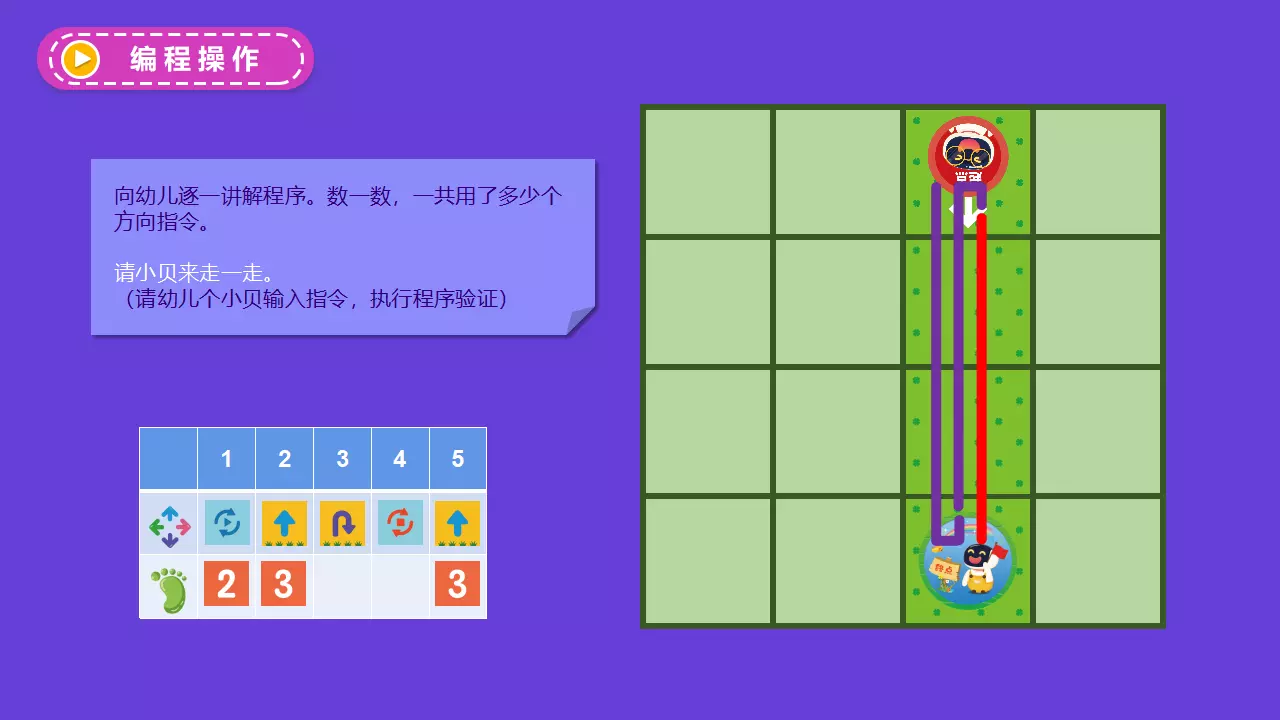 编程操作
向幼儿逐一讲解程序。数一数，一共用了多少个
方向指令。
请小贝来走一走。
（请幼儿个小贝输入指令，执行程序验证）
1 2 3 4 5
2 3 3
终点